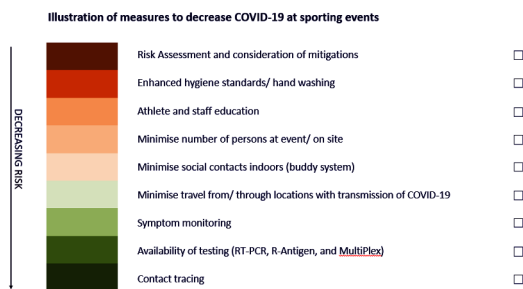 Illustration of measures to decrease COVID-19 at sporting events
DECREASING RISK
Risk Assessment and consideration of mitigations
Enhanced hygiene standards/ hand washing
Athlete and staff education
Minimise number of persons at event/ on site
Minimise social contacts indoors (buddy system)
Minimise travel from/ through locations with transmission of COVID-19
Symptom monitoring
Availability of testing (RT-PCR, R-Antigen, and MultiPlex)
Contact tracing